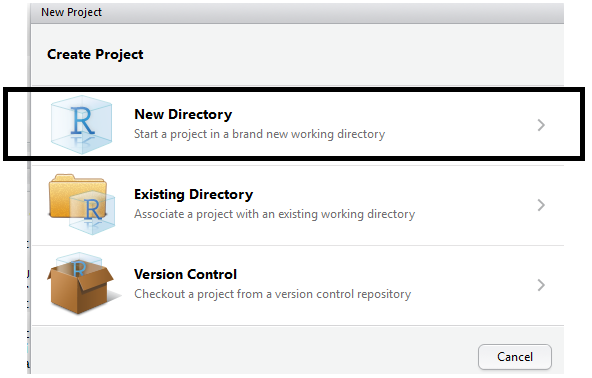 New Project
Create Project
R
New Directory
Start a project in a brand new working directory
R
Existing Directory
Associate a project with an existing working directory
R
Version Control
Checkout a project from a version control repository
Cancel